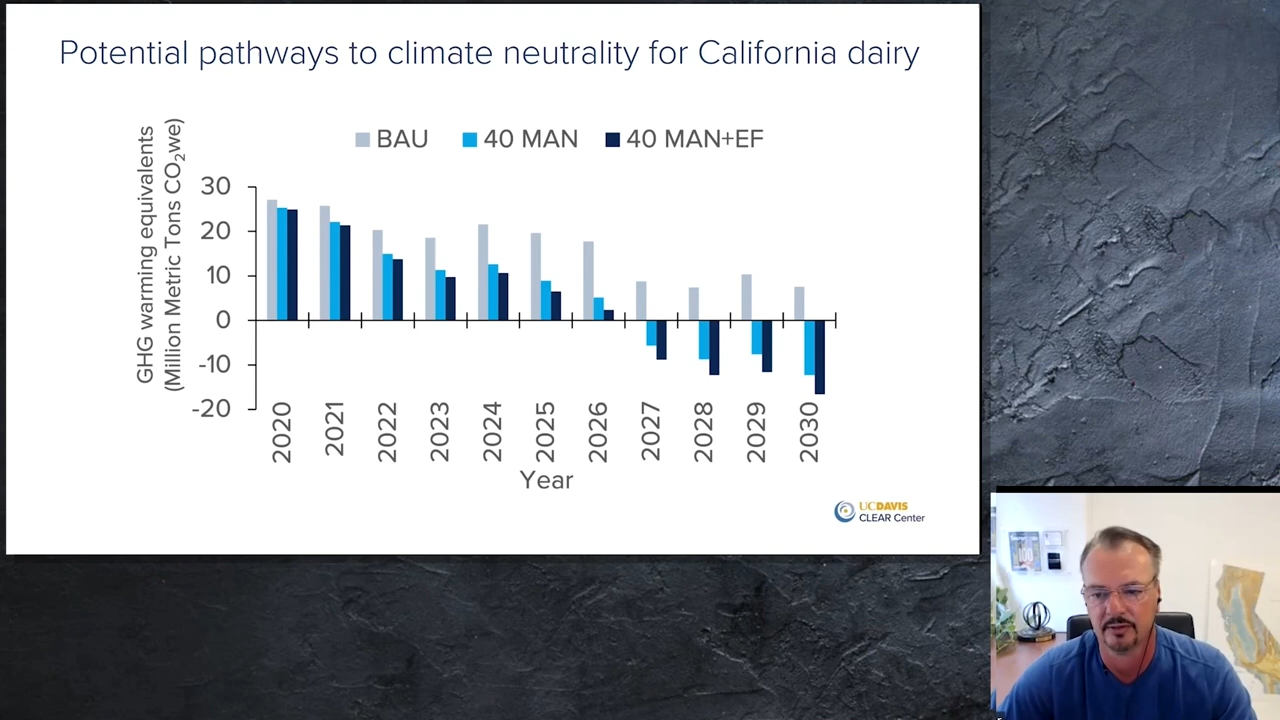 Potential pathways to climate neutrality for California dairy
BAU 40 MAN 40 MAN+EF
GHG warming equivalents
(Million Metric Tons CO₂we)
30
20
10
0
-10
-20
2020 2021 2022 2023 2024 2025 2026 2027 2028 2029 2030
Year
UCDAVIS
CLEAR Center